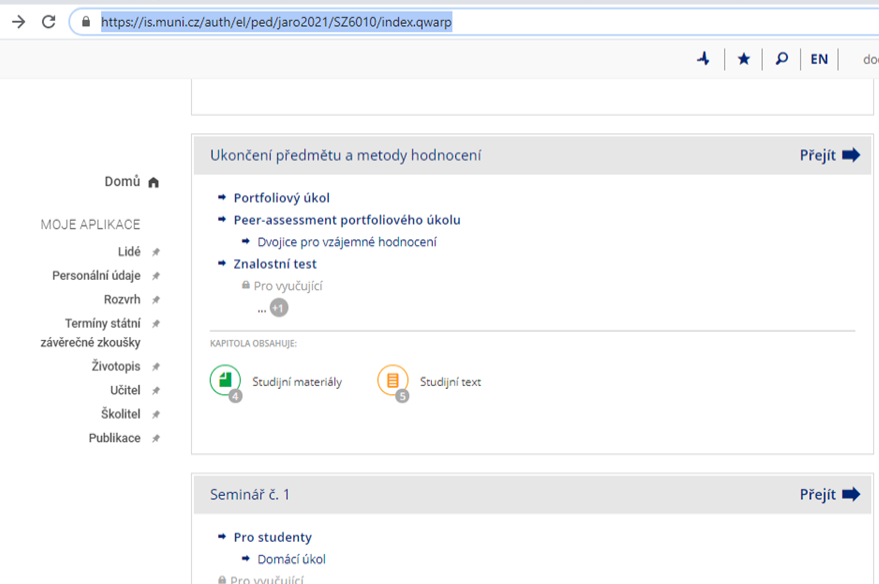 https://is.muni.cz/auth/el/ped/jaro2021/SZ6010/index.qwarp
EN
do
Ukončení předmětu a metody hodnocení
Přejít
Portfoliový úkol
Peer-assessment portfoliového úkolu
Dvojice pro vzájemné hodnocení
Znalostní test
Pro vyučující
... +1
KAPITOLA OBSAHUJE:
4 Studijní materiály
5 Studijní text
Domů
MOJE APLIKACE
Lidé
Personální údaje
Rozvrh
Termíny státní
závěrečné zkoušky
Životopis
Učitel
Školitel
Publikace
Seminář č. 1
Přejít
Pro studenty
Domácí úkol
Pro vyučující